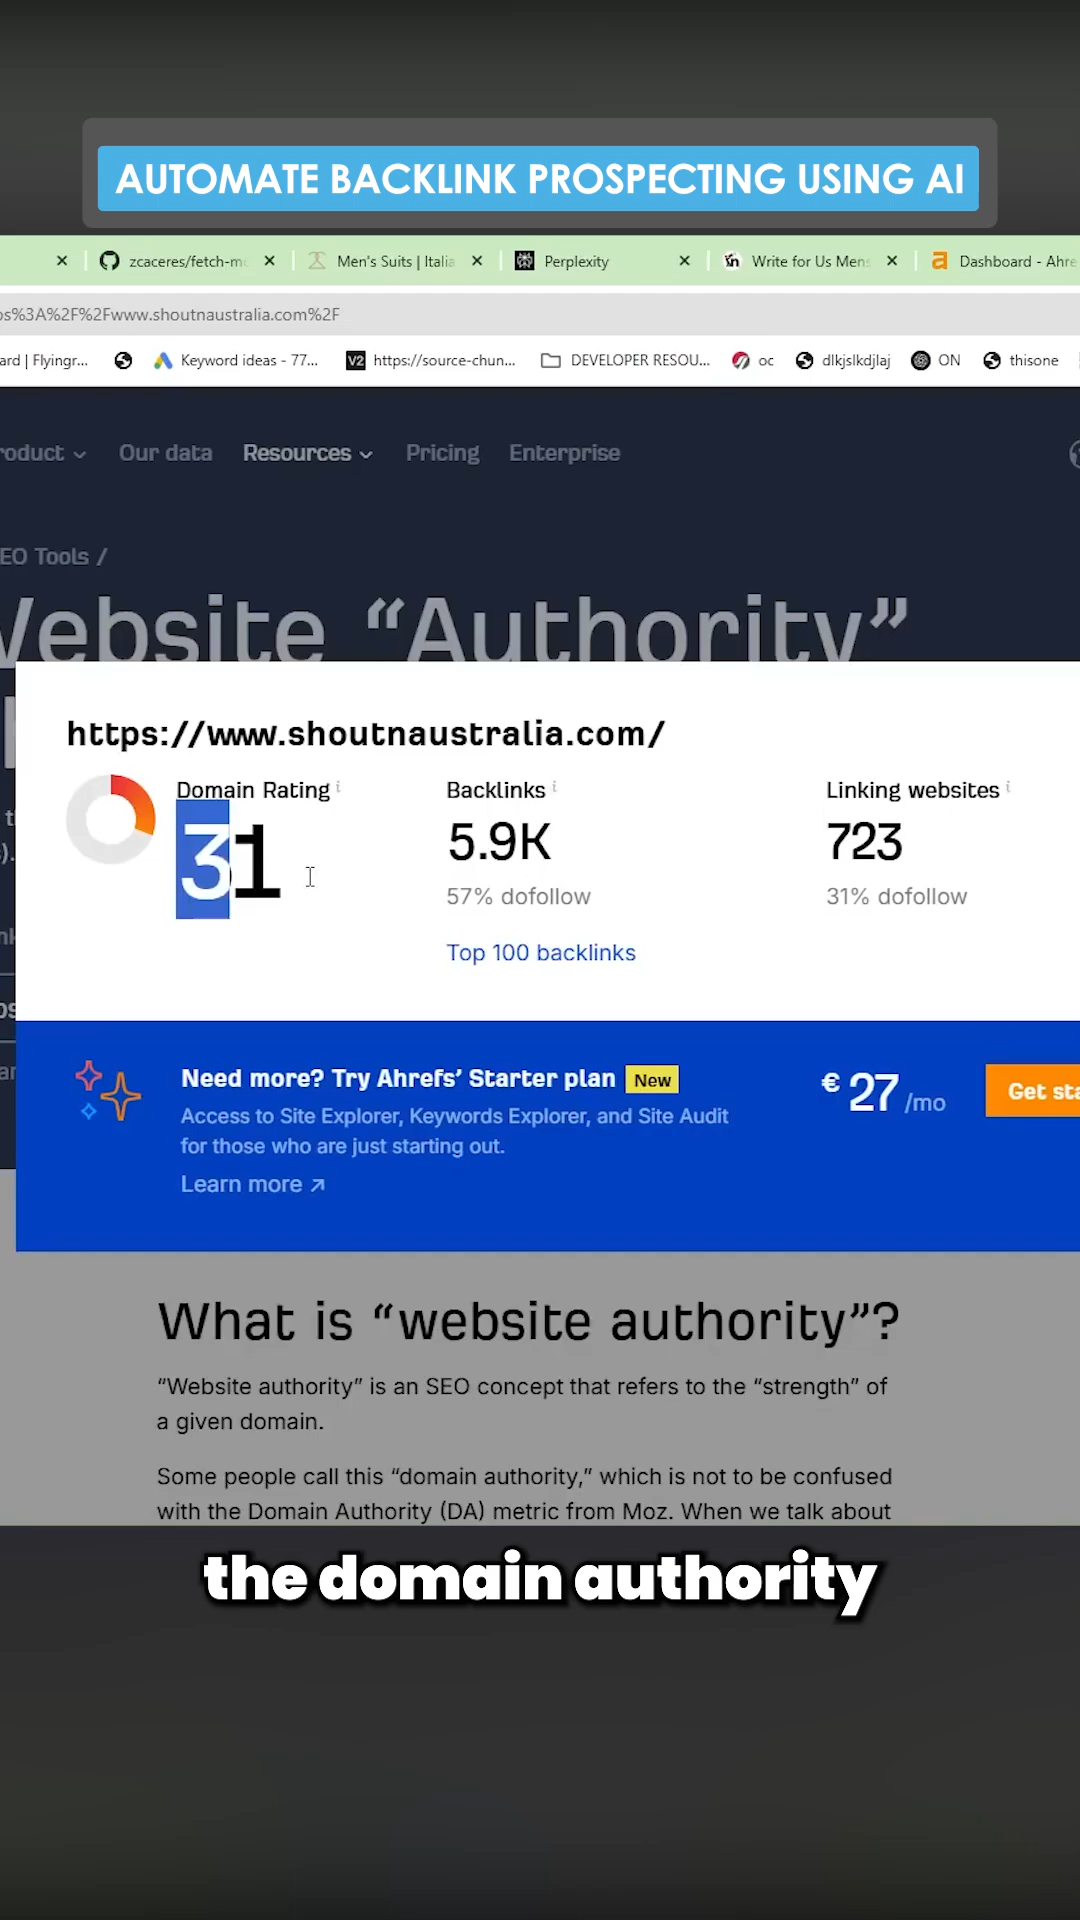 AUTOMATE BACKLINK PROSPECTING USING AI
zcaceres/fetch-mc
Men's Suits | Italia
Perplexity
Write for Us Mens
Dashboard - Ahre
os%3A%2F%2Fwww.shoutnaustralia.com%2F
ard | Flyingr...
Keyword ideas - 77...
V2
https://source-chun...
DEVELOPER RESOU...
oc
dlkjslkdjlaj
ON
thisone
roduct
Our data
Resources
Pricing
Enterprise
EO Tools /
Website “Authority”
https://www.shoutnaustralia.com/
Domain Rating i
31
Backlinks i
5.9K
57% dofollow
Top 100 backlinks
Linking websites i
723
31% dofollow
Need more? Try Ahrefs’ Starter plan New
Access to Site Explorer, Keywords Explorer, and Site Audit
for those who are just starting out.
Learn more ↗
€ 27 /mo
Get sta
What is “website authority”?
“Website authority” is an SEO concept that refers to the “strength” of
a given domain.
Some people call this “domain authority,” which is not to be confused
with the Domain Authority (DA) metric from Moz. When we talk about
the domain authority